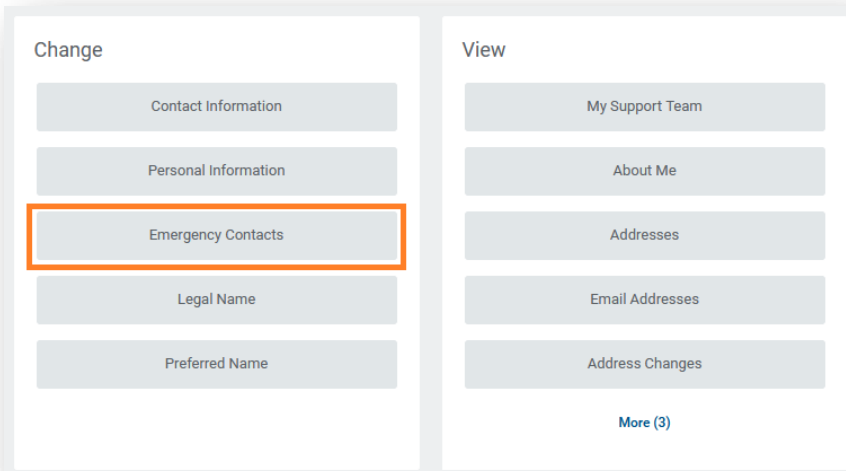 Change
Contact Information
Personal Information
Emergency Contacts
Legal Name
Preferred Name
View
My Support Team
About Me
Addresses
Email Addresses
Address Changes
More (3)